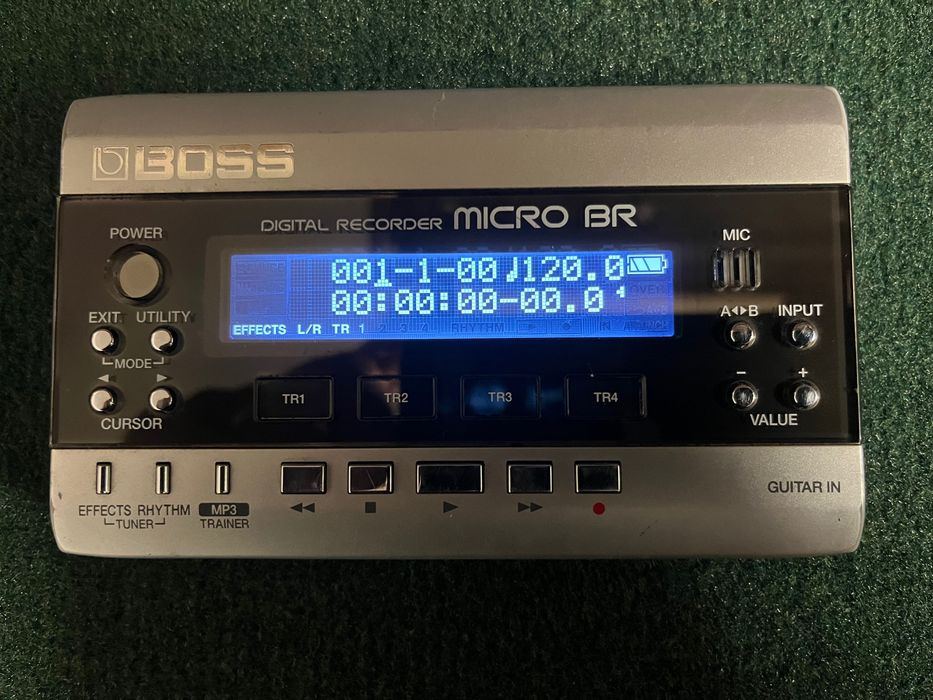 BOSS
DIGITAL RECORDER MICRO BR
POWER
MIC
001-1-00♩120.0
00:00:00-00.0 4
EFFECTS L/R TR 1 2 3 4 RHYTHM
EXIT UTILITY
MODE
CURSOR
A◂▸B INPUT
- +
VALUE
TR1 TR2 TR3 TR4
EFFECTS RHYTHM MP3
TUNER TRAINER
◀◀ ■ ▶ ▶▶ ●
GUITAR IN